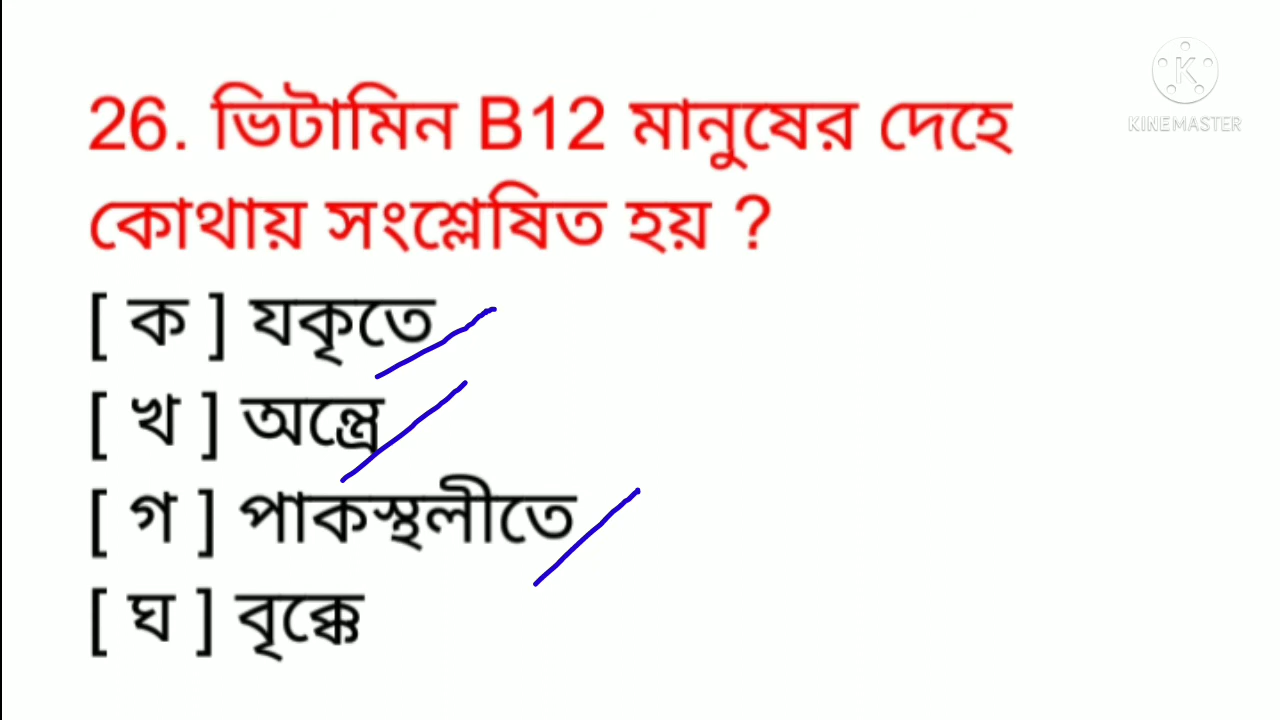 26. ভিটামিন B12 মানুষের দেহে
কোথায় সংশ্লেষিত হয় ?
[ ক ] যকৃতে
[ খ ] অন্ত্রে
[ গ ] পাকস্থলীতে
[ ঘ ] বৃক্কে
K
KINEMASTER